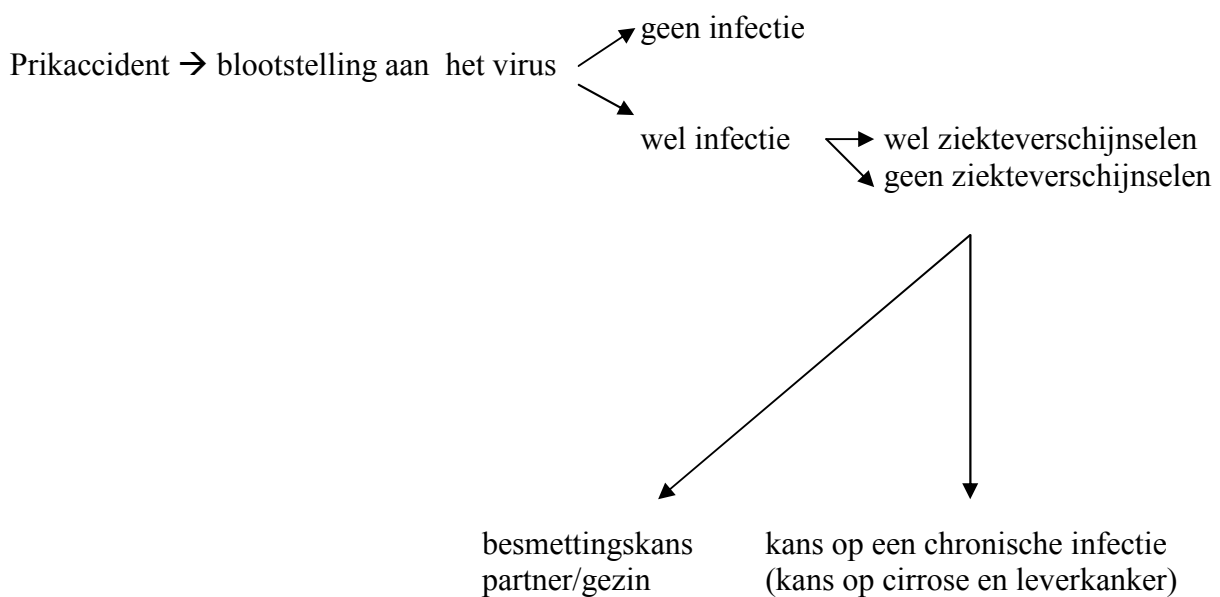 geen infectie
Prikaccident → blootstelling aan het virus
wel infectie
wel ziekteverschijnselen
geen ziekteverschijnselen
besmettingskans
partner/gezin
kans op een chronische infectie
(kans op cirrose en leverkanker)